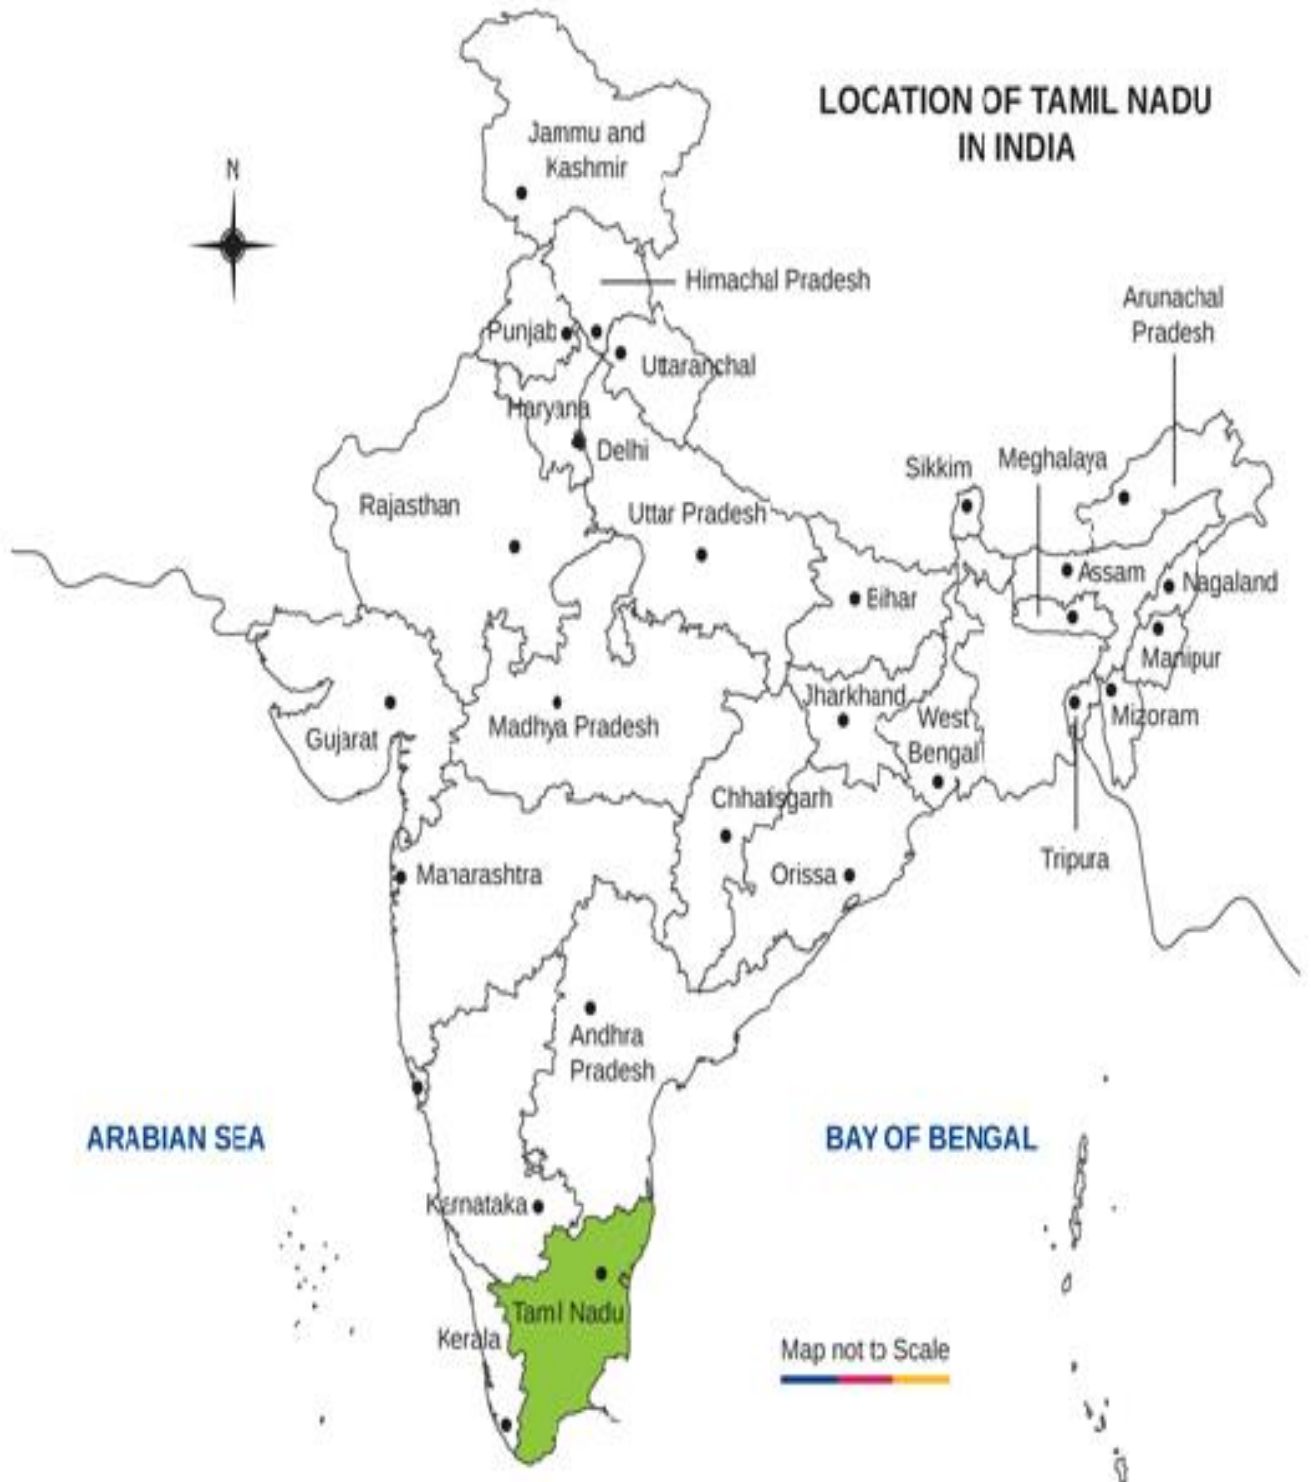 LOCATION OF TAMIL NADU
IN INDIA
N
Jammu and
Kashmir
Himachal Pradesh
Arunachal
Pradesh
Punjab
Uttaranchal
Haryana
Delhi
Sikkim
Meghalaya
Rajasthan
Uttar Pradesh
Assam
Nagaland
Bihar
Manipur
Jharkhand
West
Bengal
Mizoram
Gujarat
Madhya Pradesh
Chhatisgarh
Tripura
Maharashtra
Orissa
Andhra
Pradesh
ARABIAN SEA
BAY OF BENGAL
Karnataka
Tamil Nadu
Kerala
Map not to Scale